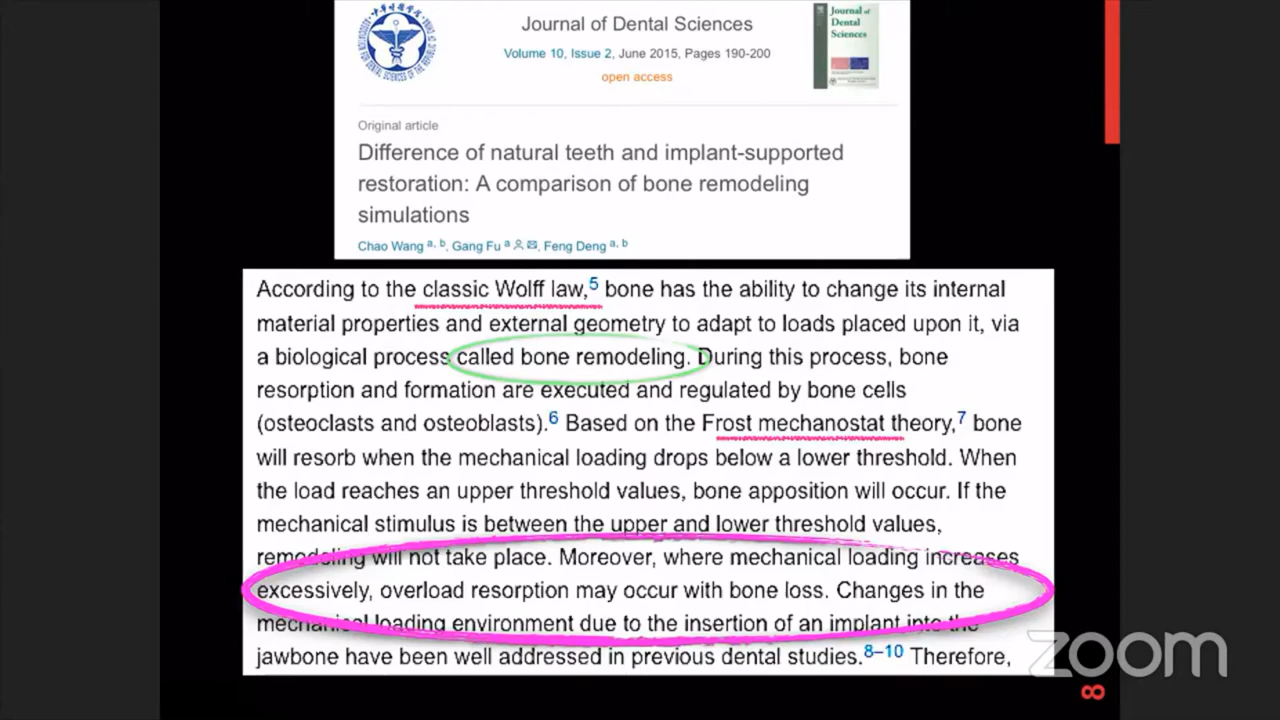 Journal of Dental Sciences
Volume 10, Issue 2, June 2015, Pages 190-200
open access
Journal of
Dental
Sciences
Original article
Difference of natural teeth and implant-supported
restoration: A comparison of bone remodeling
simulations
Chao Wang a, b, Gang Fu a, Feng Deng a, b
According to the classic Wolff law,5 bone has the ability to change its internal
material properties and external geometry to adapt to loads placed upon it, via
a biological process called bone remodeling. During this process, bone
resorption and formation are executed and regulated by bone cells
(osteoclasts and osteoblasts).6 Based on the Frost mechanostat theory,7 bone
will resorb when the mechanical loading drops below a lower threshold. When
the load reaches an upper threshold values, bone apposition will occur. If the
mechanical stimulus is between the upper and lower threshold values,
remodeling will not take place. Moreover, where mechanical loading increases
excessively, overload resorption may occur with bone loss. Changes in the
mechanical loading environment due to the insertion of an implant into the
jawbone have been well addressed in previous dental studies.8–10 Therefore,
zoom
8